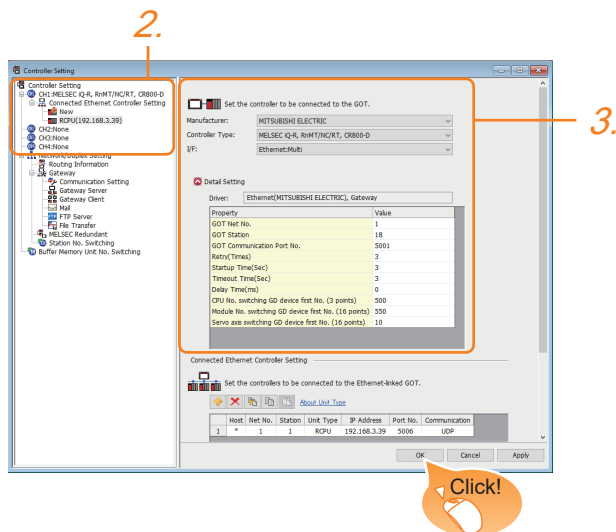 2.
Controller Setting
Controller Setting
CH1:MELSEC iQ-R, RnMT/NC/RT, CR800-D
Connected Ethernet Controller Setting
New
RCPU(192.168.3.39)
CH2:None
CH3:None
CH4:None
Network/Duplex Setting
Routing Information
Gateway
Communication Setting
Gateway Server
Gateway Client
Mail
FTP Server
File Transfer
MELSEC Redundant
Station No. Switching
Buffer Memory Unit No. Switching
Set the controller to be connected to the GOT.
Manufacturer: MITSUBISHI ELECTRIC
Controller Type: MELSEC iQ-R, RnMT/NC/RT, CR800-D
I/F: Ethernet:Multi
3.
Detail Setting
Driver: Ethernet(MITSUBISHI ELECTRIC), Gateway
Property Value
GOT Net No. 1
GOT Station 18
GOT Communication Port No. 5001
Retry(Times) 3
Startup Time(Sec) 3
Timeout Time(Sec) 3
Delay Time(ms) 0
CPU No. switching GD device first No. (3 points) 500
Module No. switching GD device first No. (16 points) 550
Servo axis switching GD device first No. (16 points) 10
Connected Ethernet Controller Setting
Set the controllers to be connected to the Ethernet-linked GOT.
About Unit Type
Host Net No. Station Unit Type IP Address Port No. Communication
1 * 1 1 RCPU 192.168.3.39 5006 UDP
OK Cancel Apply
Click!